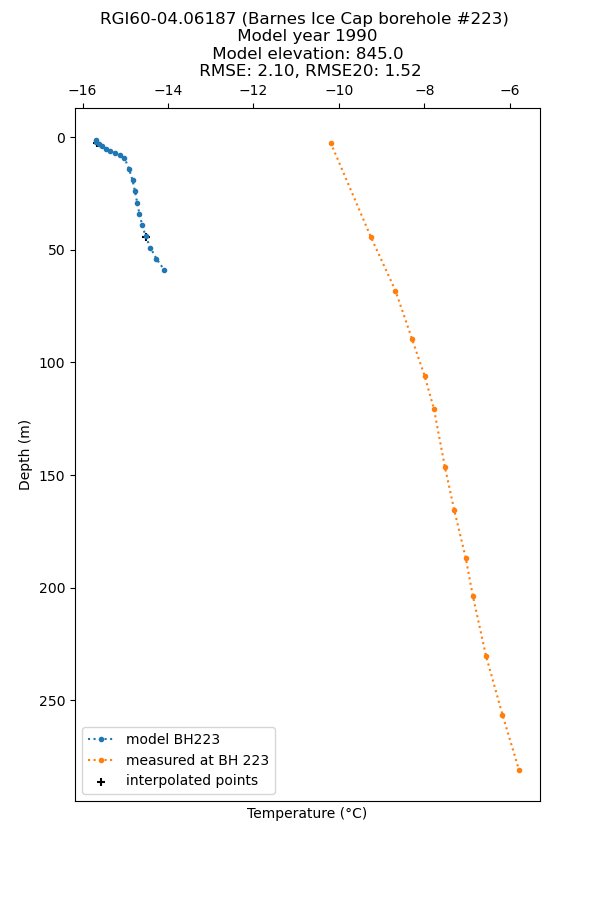 RGI60-04.06187 (Barnes Ice Cap borehole #223)
Model year 1990
Model elevation: 845.0
RMSE: 2.10, RMSE20: 1.52
−16 −14 −12 −10 −8 −6
0
50
100
150
200
250
Depth (m)
model BH223
measured at BH 223
interpolated points
Temperature (°C)